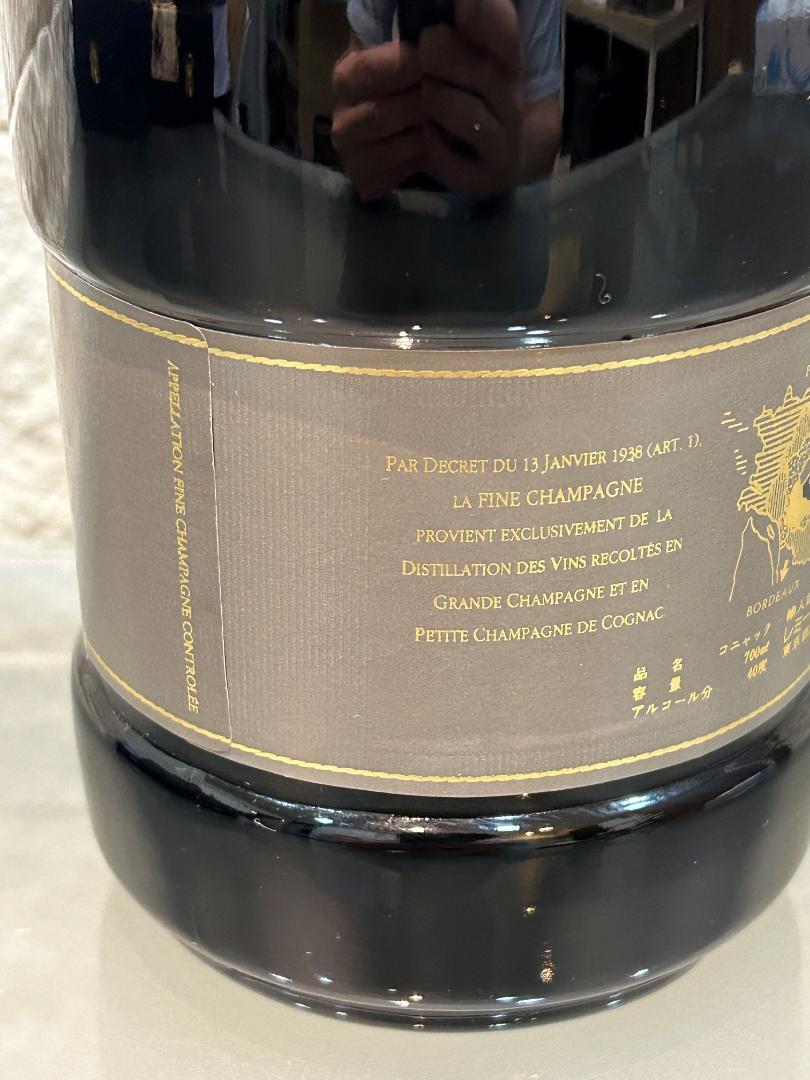 APPELLATION FINE CHAMPAGNE CONTROLÉE
PAR DECRET DU 13 JANVIER 1938 (ART. 1),
LA FINE CHAMPAGNE
PROVIENT EXCLUSIVEMENT DE LA
DISTILLATION DES VINS RECOLTÉS EN
GRANDE CHAMPAGNE ET EN
PETITE CHAMPAGNE DE COGNAC
BORDEAUX
品名 コニャック
容量 700ml
アルコール分 40度